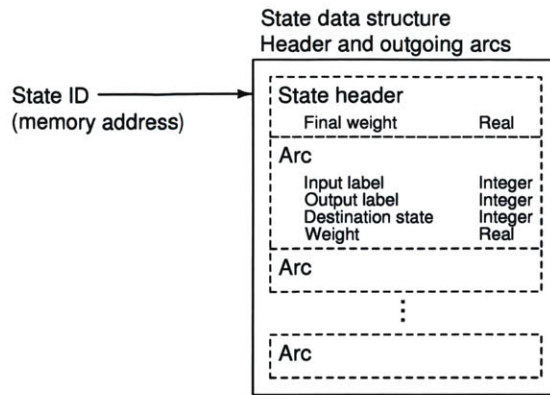 State data structure
Header and outgoing arcs
State ID
(memory address)
State header
Final weight Real
Arc
Input label Integer
Output label Integer
Destination state Integer
Weight Real
Arc
Arc